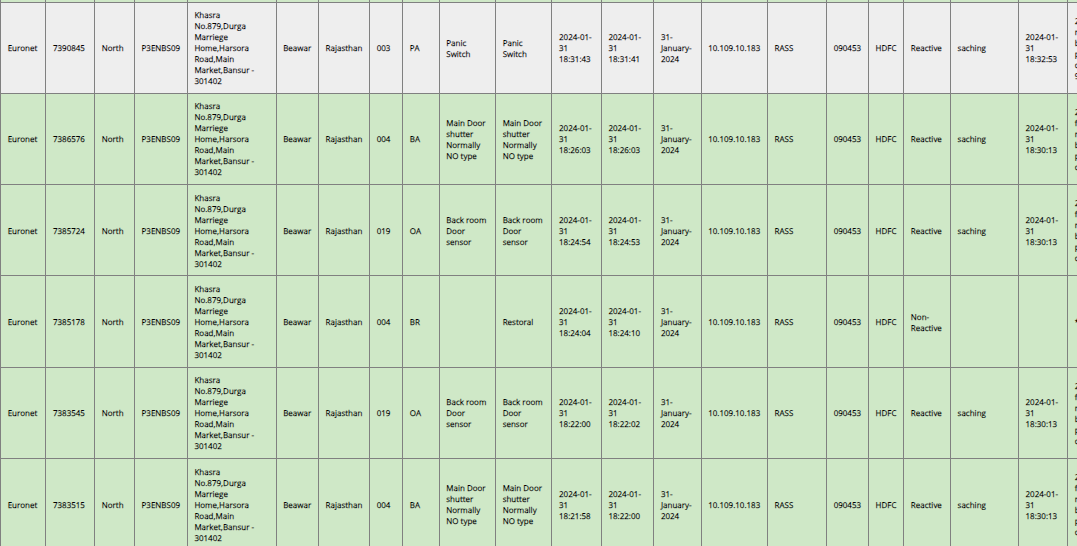 Euronet 7390845 North P3ENBS09 Khasra No.879,Durga Marriege Home,Harsora Road,Main Market,Bansur - 301402 Beawar Rajasthan 003 PA Panic Switch Panic Switch 2024-01-31 18:31:43 2024-01-31 18:31:41 31-January-2024 10.109.10.183 RASS 090453 HDFC Reactive saching 2024-01-31 18:32:53
Euronet 7386576 North P3ENBS09 Khasra No.879,Durga Marriege Home,Harsora Road,Main Market,Bansur - 301402 Beawar Rajasthan 004 BA Main Door shutter Normally NO type Main Door shutter Normally NO type 2024-01-31 18:26:03 2024-01-31 18:26:03 31-January-2024 10.109.10.183 RASS 090453 HDFC Reactive saching 2024-01-31 18:30:13
Euronet 7385724 North P3ENBS09 Khasra No.879,Durga Marriege Home,Harsora Road,Main Market,Bansur - 301402 Beawar Rajasthan 019 OA Back room Door sensor Back room Door sensor 2024-01-31 18:24:54 2024-01-31 18:24:53 31-January-2024 10.109.10.183 RASS 090453 HDFC Reactive saching 2024-01-31 18:30:13
Euronet 7385178 North P3ENBS09 Khasra No.879,Durga Marriege Home,Harsora Road,Main Market,Bansur - 301402 Beawar Rajasthan 004 BR Restoral 2024-01-31 18:24:04 2024-01-31 18:24:10 31-January-2024 10.109.10.183 RASS 090453 HDFC Non-Reactive
Euronet 7383545 North P3ENBS09 Khasra No.879,Durga Marriege Home,Harsora Road,Main Market,Bansur - 301402 Beawar Rajasthan 019 OA Back room Door sensor Back room Door sensor 2024-01-31 18:22:00 2024-01-31 18:22:02 31-January-2024 10.109.10.183 RASS 090453 HDFC Reactive saching 2024-01-31 18:30:13
Euronet 7383515 North P3ENBS09 Khasra No.879,Durga Marriege Home,Harsora Road,Main Market,Bansur - 301402 Beawar Rajasthan 004 BA Main Door shutter Normally NO type Main Door shutter Normally NO type 2024-01-31 18:21:58 2024-01-31 18:22:00 31-January-2024 10.109.10.183 RASS 090453 HDFC Reactive saching 2024-01-31 18:30:13